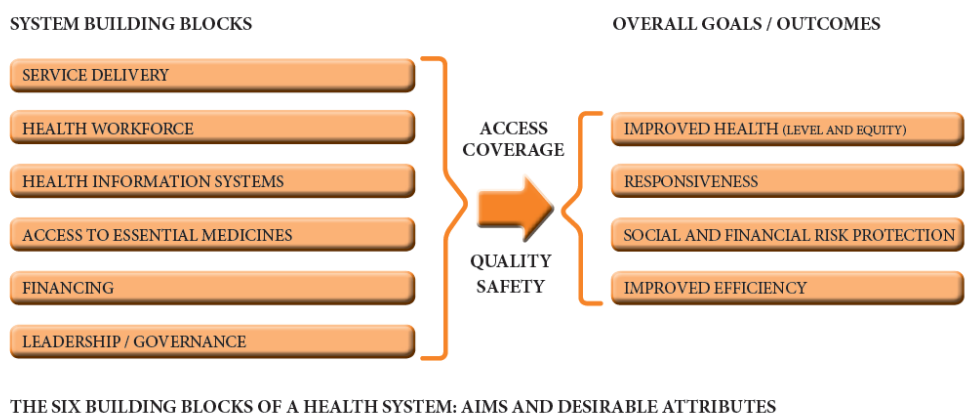 SYSTEM BUILDING BLOCKS
SERVICE DELIVERY
HEALTH WORKFORCE
HEALTH INFORMATION SYSTEMS
ACCESS TO ESSENTIAL MEDICINES
FINANCING
LEADERSHIP / GOVERNANCE
ACCESS
COVERAGE
QUALITY
SAFETY
OVERALL GOALS / OUTCOMES
IMPROVED HEALTH (LEVEL AND EQUITY)
RESPONSIVENESS
SOCIAL AND FINANCIAL RISK PROTECTION
IMPROVED EFFICIENCY
THE SIX BUILDING BLOCKS OF A HEALTH SYSTEM: AIMS AND DESIRABLE ATTRIBUTES